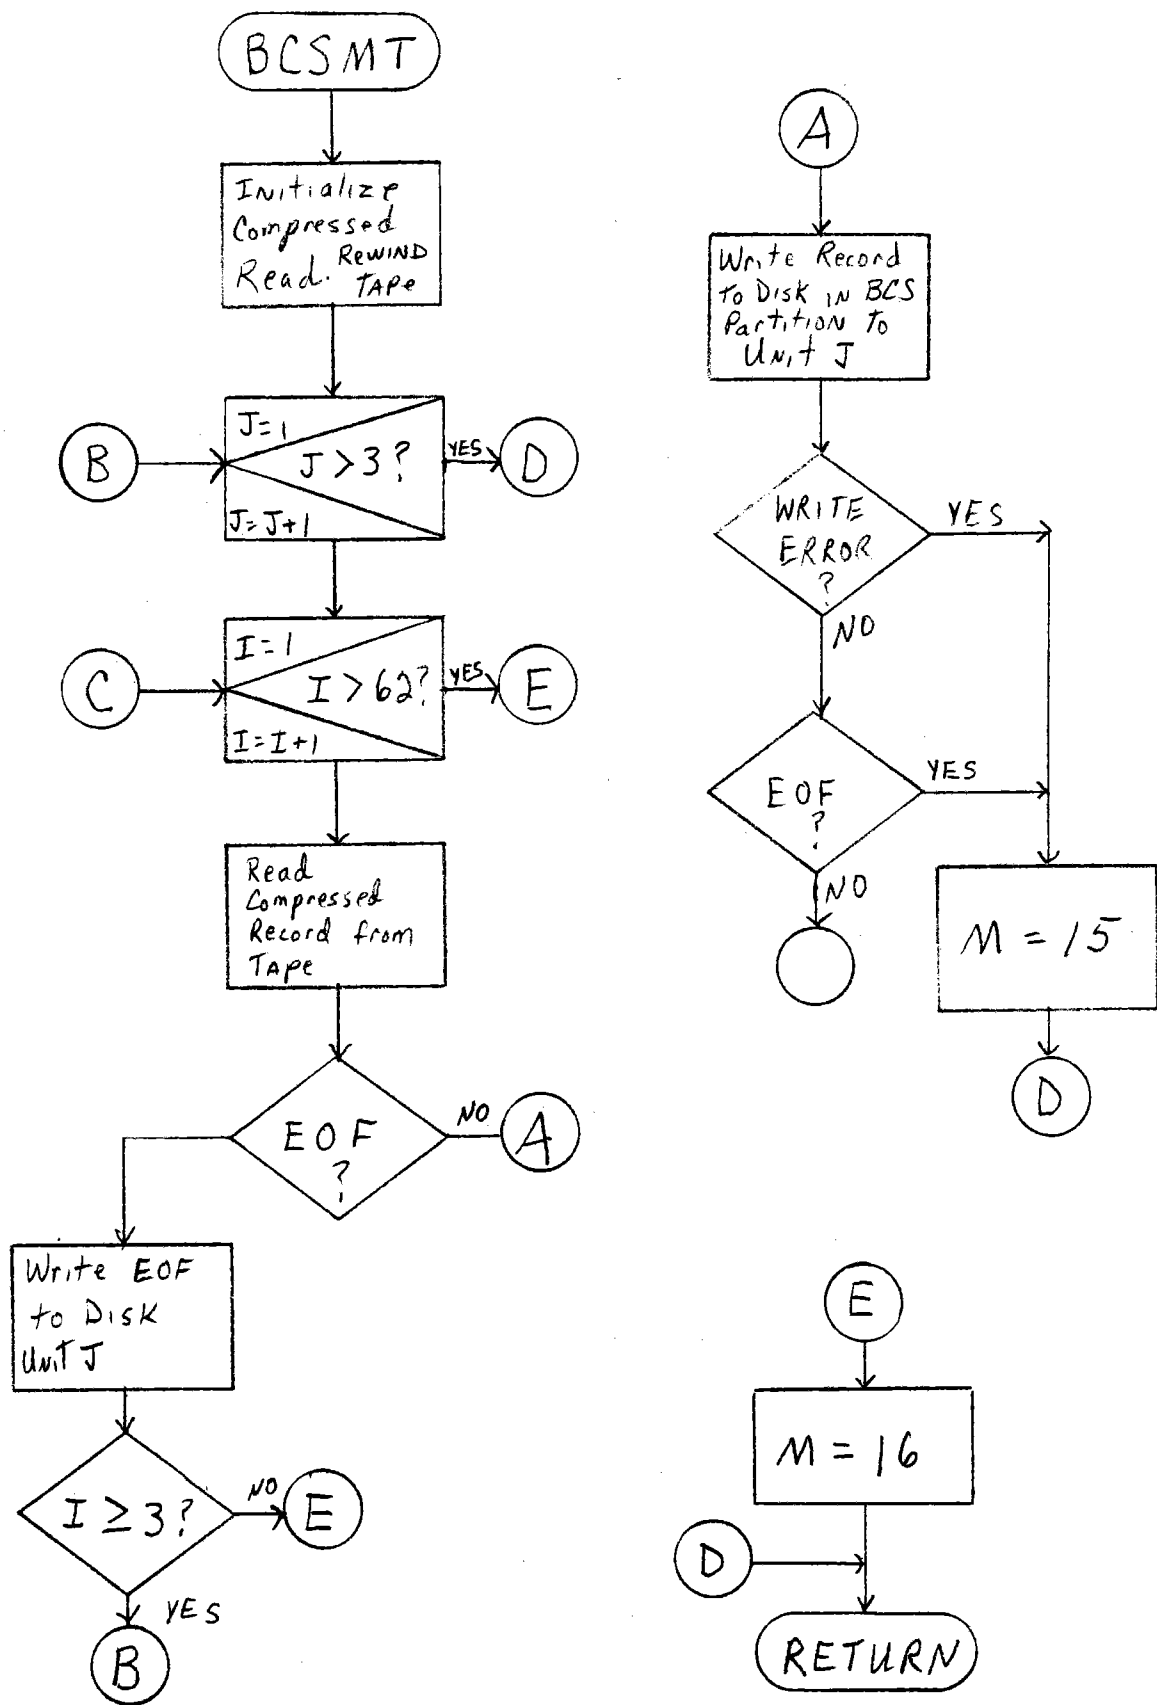 BCSMT
Initialize
Compressed
Read. REWIND
TAPE
B
J=1
J>3?
J=J+1
YES
D
C
I=1
I>62?
I=I+1
YES
E
Read
Compressed
Record from
TAPE
EOF
?
NO
A
Write EOF
to Disk
Unit J
I≥3?
NO
E
YES
B
A
Write Record
to Disk IN BCS
Partition to
Unit J
WRITE
ERROR
?
YES
NO
EOF
?
YES
NO
M = 15
D
E
M = 16
D
RETURN